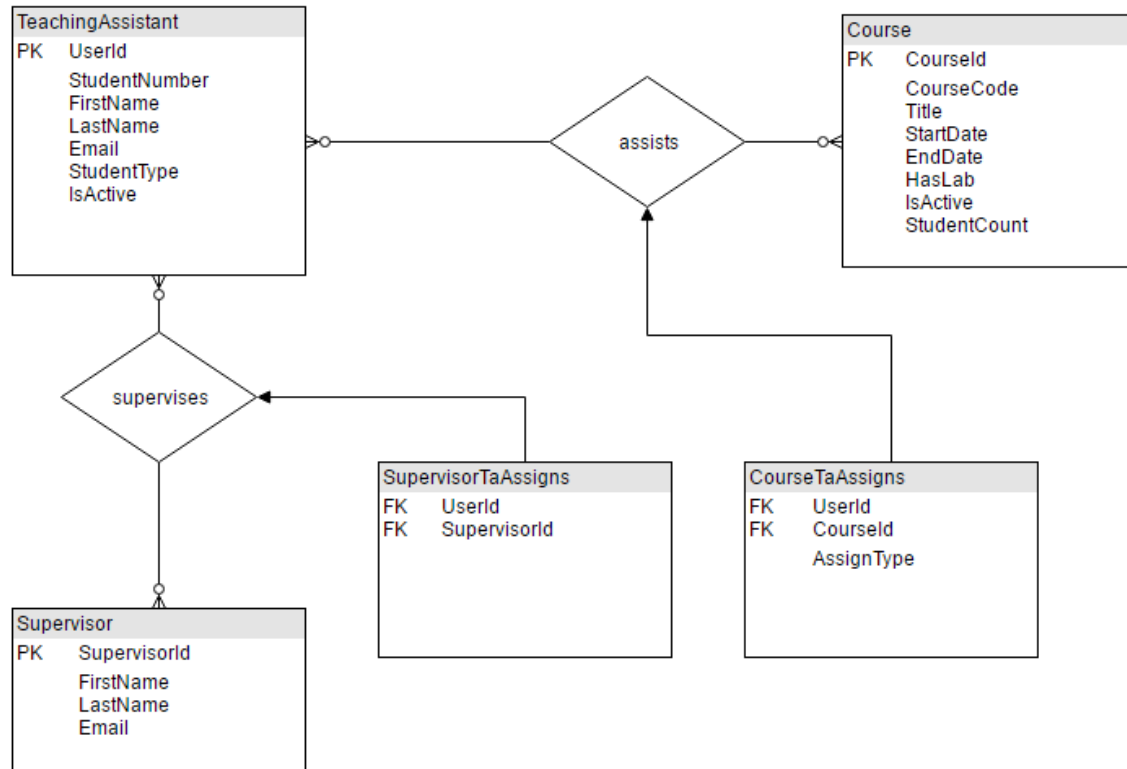 TeachingAssistant
PK UserId
StudentNumber
FirstName
LastName
Email
StudentType
IsActive
assists
Course
PK CourseId
CourseCode
Title
StartDate
EndDate
HasLab
IsActive
StudentCount
supervises
SupervisorTaAssigns
FK UserId
FK SupervisorId
CourseTaAssigns
FK UserId
FK CourseId
AssignType
Supervisor
PK SupervisorId
FirstName
LastName
Email